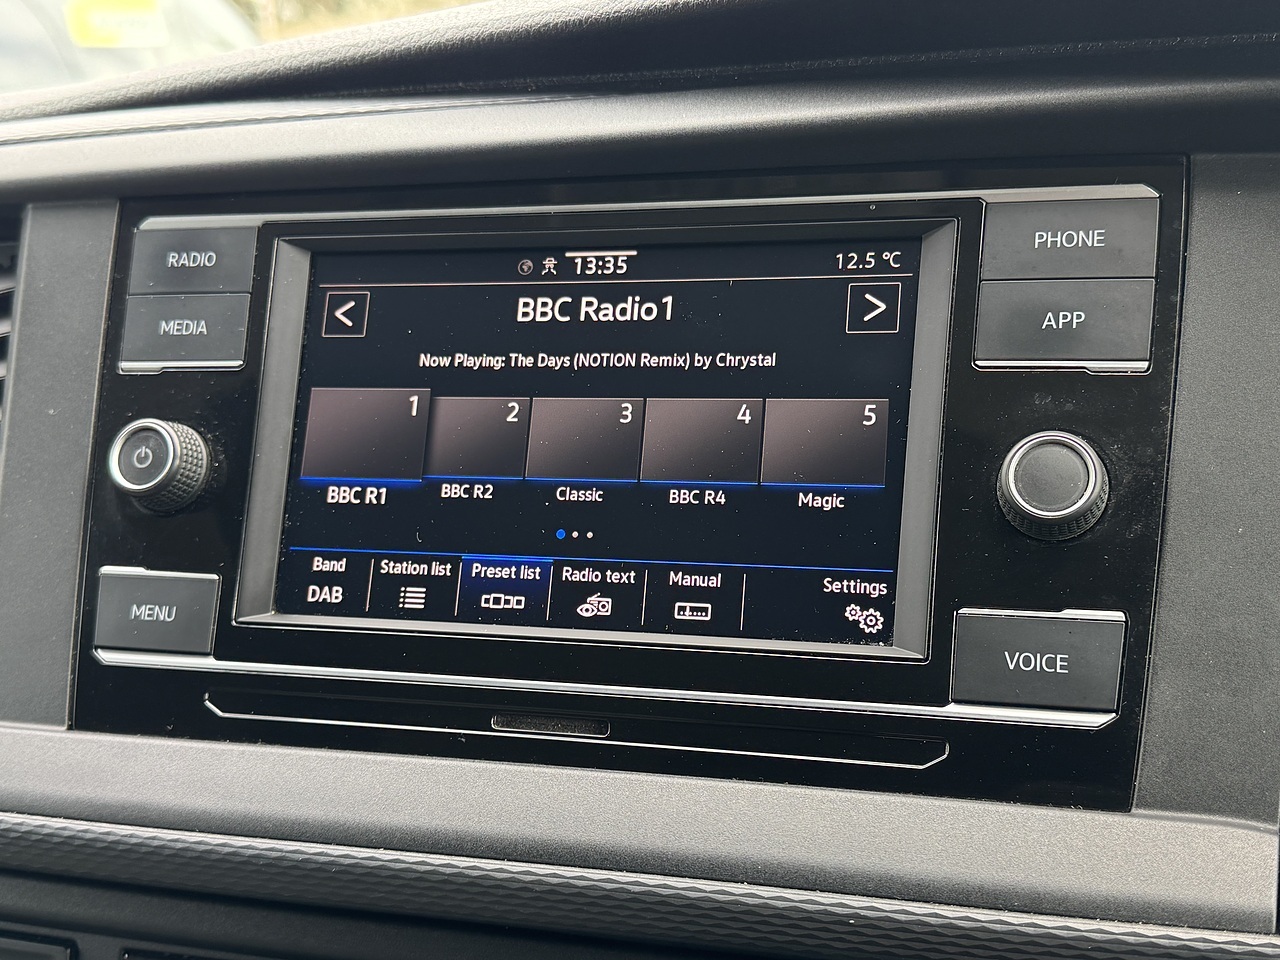 RADIO
MEDIA
MENU
13:35
12.5 °C
<
BBC Radio1
>
Now Playing: The Days (NOTION Remix) by Chrystal
1
2
3
4
5
BBC R1
BBC R2
Classic
BBC R4
Magic
Band
DAB
Station list
Preset list
Radio text
Manual
Settings
PHONE
APP
VOICE